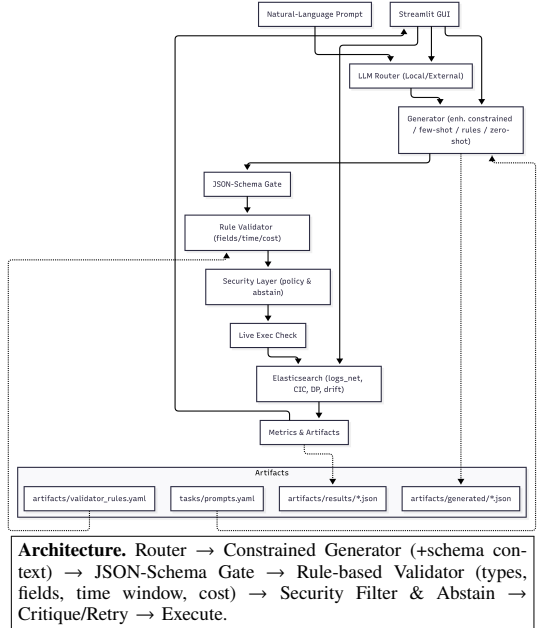 Natural-Language Prompt
Streamlit GUI
LLM Router (Local/External)
Generator (enh. constrained
/ few-shot / rules / zero-
shot)
JSON-Schema Gate
Rule Validator
(fields/time/cost)
Security Layer (policy &
abstain)
Live Exec Check
Elasticsearch (logs_net,
CIC, DP, drift)
Metrics & Artifacts
Artifacts
artifacts/validator_rules.yaml
tasks/prompts.yaml
artifacts/results/*.json
artifacts/generated/*.json
Architecture. Router → Constrained Generator (+schema con-
text) → JSON-Schema Gate → Rule-based Validator (types,
fields, time window, cost) → Security Filter & Abstain →
Critique/Retry → Execute.